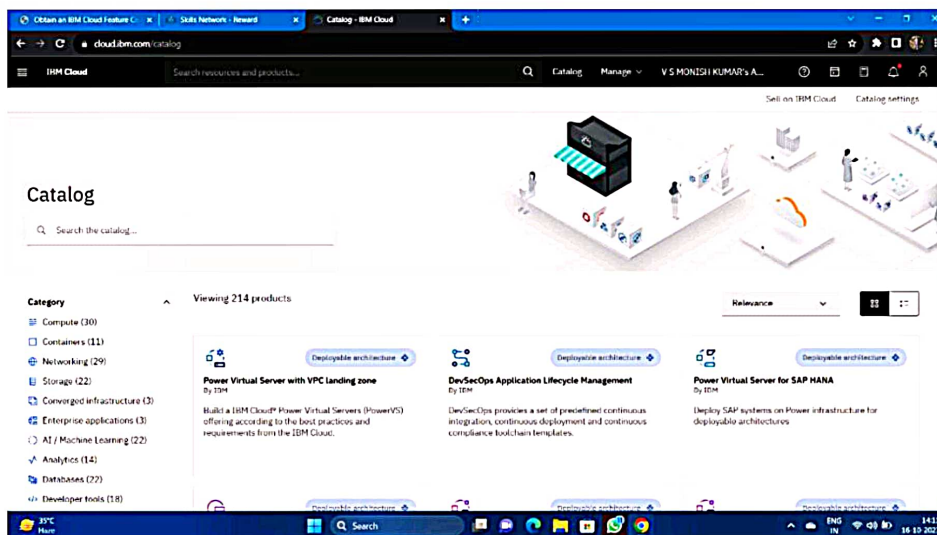 Obtain an IBM Cloud Feature C
Skills Network - Reward
Catalog - IBM Cloud
cloud.ibm.com/catalog
IBM Cloud
Search resources and products...
Catalog
Manage
V S MONISH KUMAR's A...
Sell on IBM Cloud
Catalog settings
Catalog
Search the catalog...
Category
Compute (30)
Containers (11)
Networking (29)
Storage (22)
Converged infrastructure (3)
Enterprise applications (3)
AI / Machine Learning (22)
Analytics (14)
Databases (22)
Developer tools (18)
Viewing 214 products
Relevance
Deployable architecture
Power Virtual Server with VPC landing zone
By IBM
Build a IBM Cloud® Power Virtual Servers (PowerVS)
offering according to the best practices and
requirements from the IBM Cloud.
Deployable architecture
DevSecOps Application Lifecycle Management
By IBM
DevSecOps provides a set of predefined continuous
integration, continuous deployment and continuous
compliance toolchain templates.
Deployable architecture
Power Virtual Server for SAP HANA
By IBM
Deploy SAP systems on Power infrastructure for
deployable architectures
Deployable architecture
Deployable architecture
Deployable architecture
35°C
Haze
Search
ENG
IN
16-10-202